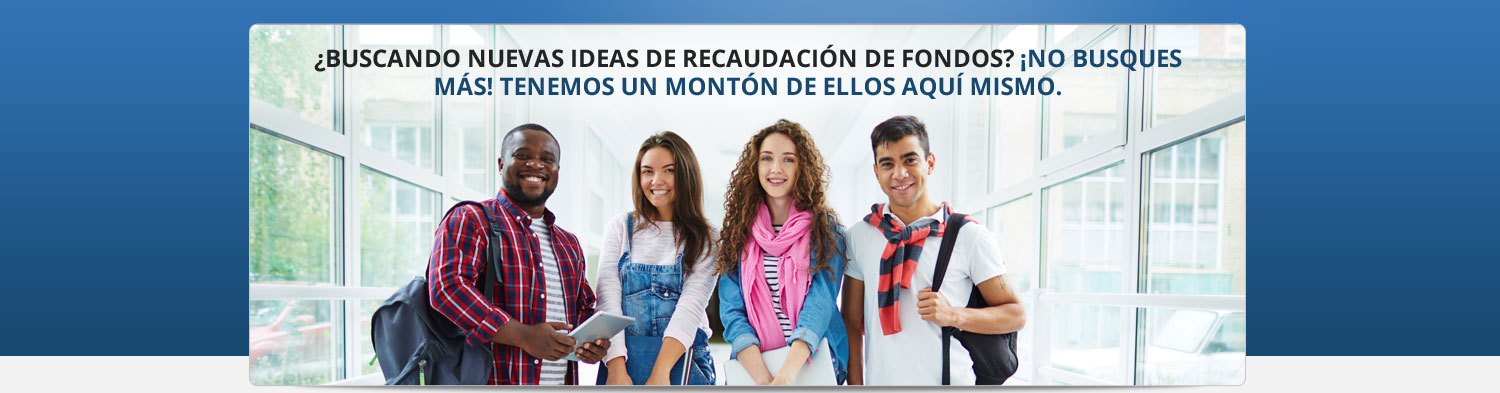 ¿BUSCANDO NUEVAS IDEAS DE RECAUDACIÓN DE FONDOS? ¡NO BUSQUES
MÁS! TENEMOS UN MONTÓN DE ELLOS AQUÍ MISMO.